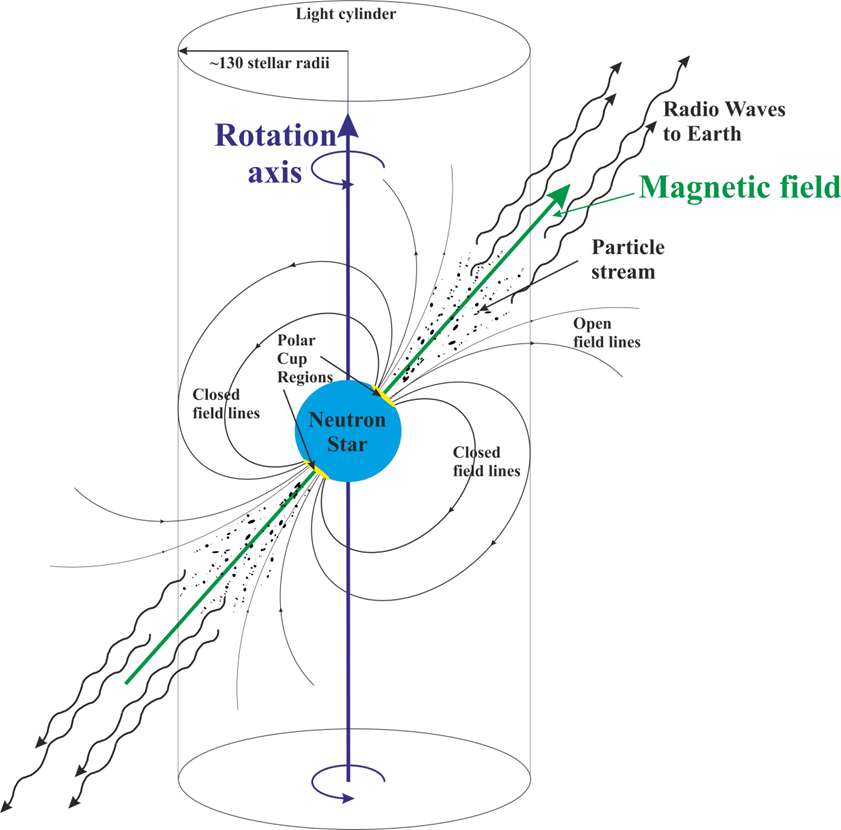 Light cylinder
~130 stellar radii
Rotation
axis
Radio Waves
to Earth
Magnetic field
Particle
stream
Open
field lines
Polar
Cup
Regions
Closed
field lines
Neutron
Star
Closed
field lines